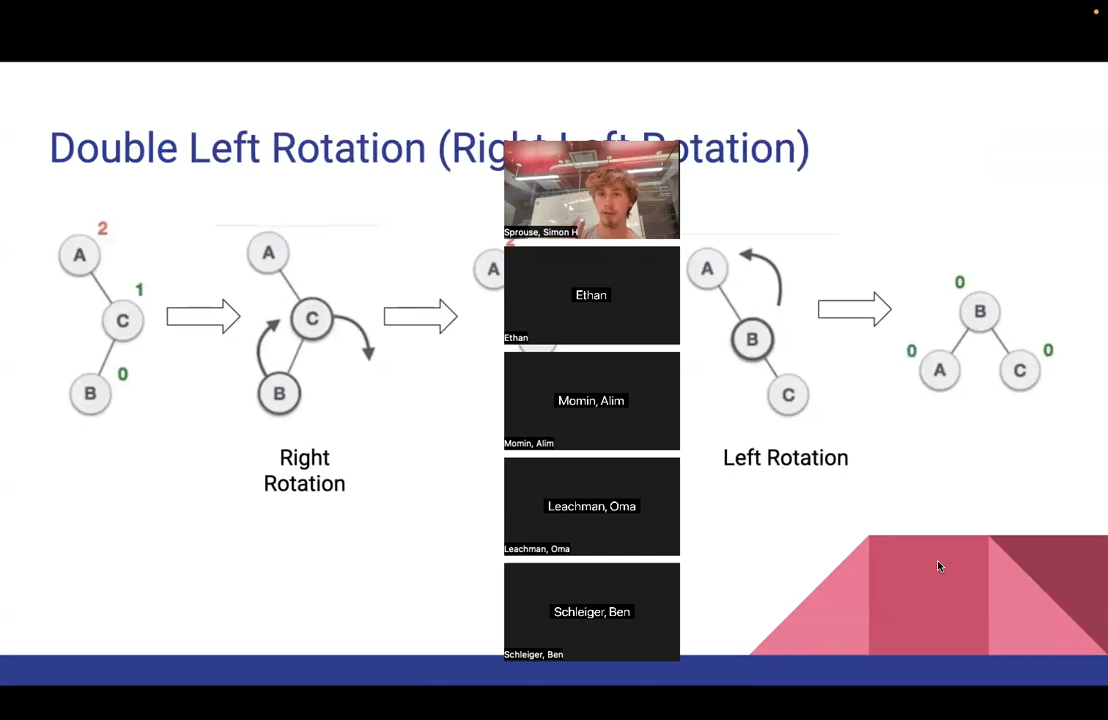 Double Left Rotation (Right Left Rotation)
2
A
1
C
0
B
A
C
B
Right
Rotation
A
Sprouse, Simon H
Ethan
Ethan
Momin, Alim
Momin, Alim
Leachman, Oma
Leachman, Oma
Schleiger, Ben
Schleiger, Ben
A
B
C
Left Rotation
0
B
0
A
0
C